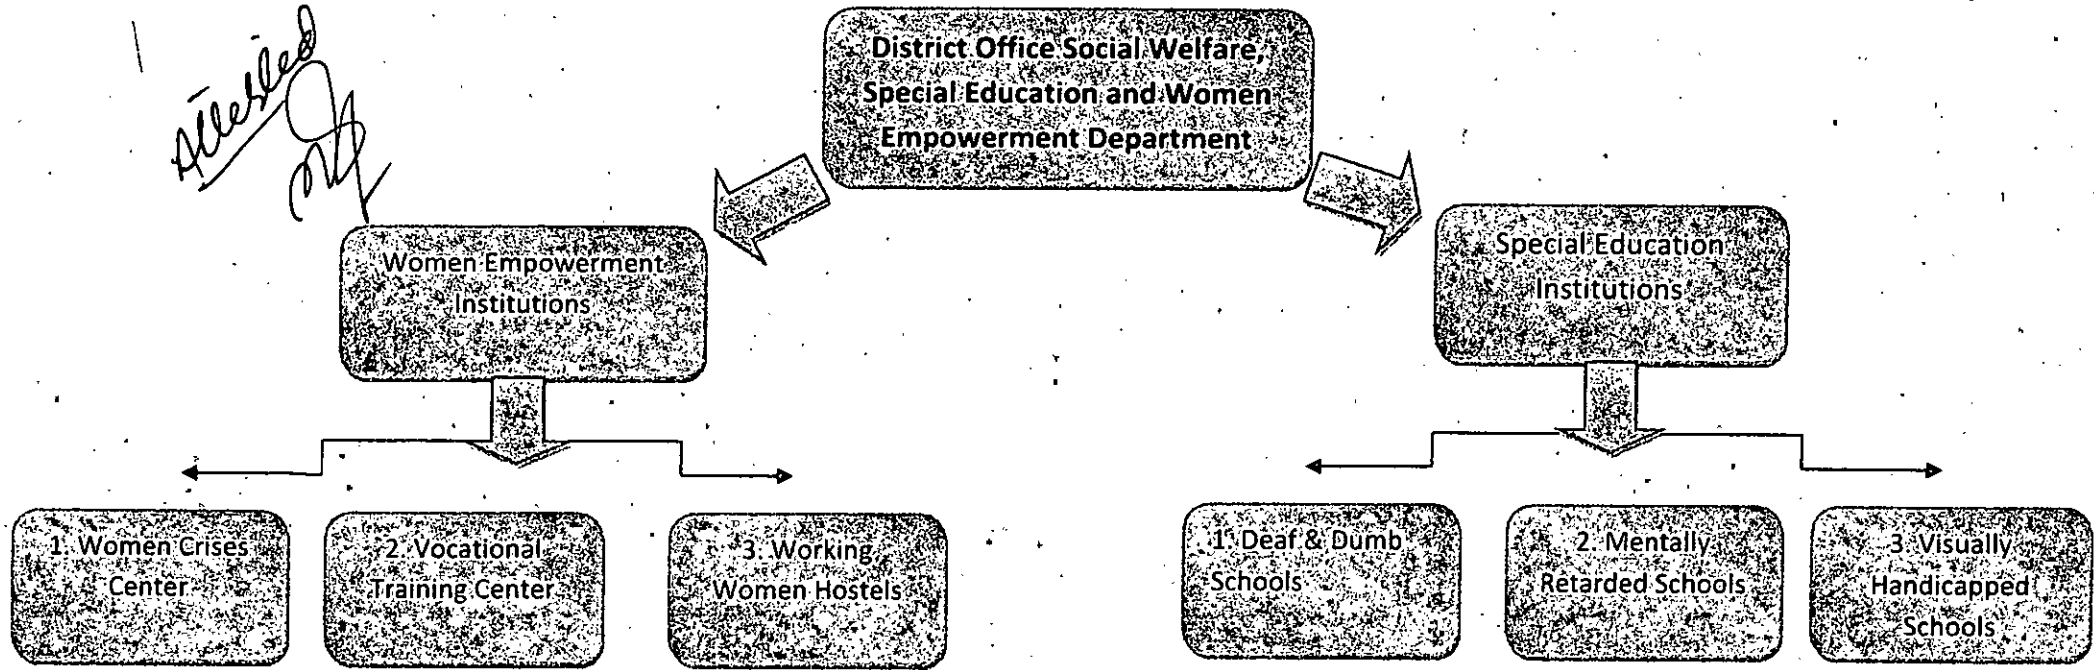 Attested
District Office Social Welfare,
Special Education and Women
Empowerment Department
Women Empowerment
Institutions
Special Education
Institutions
1. Women Crises
Center
2. Vocational
Training Center
3. Working
Women Hostels
1. Deaf & Dumb
Schools
2. Mentally
Retarded Schools
3. Visually
Handicapped
Schools